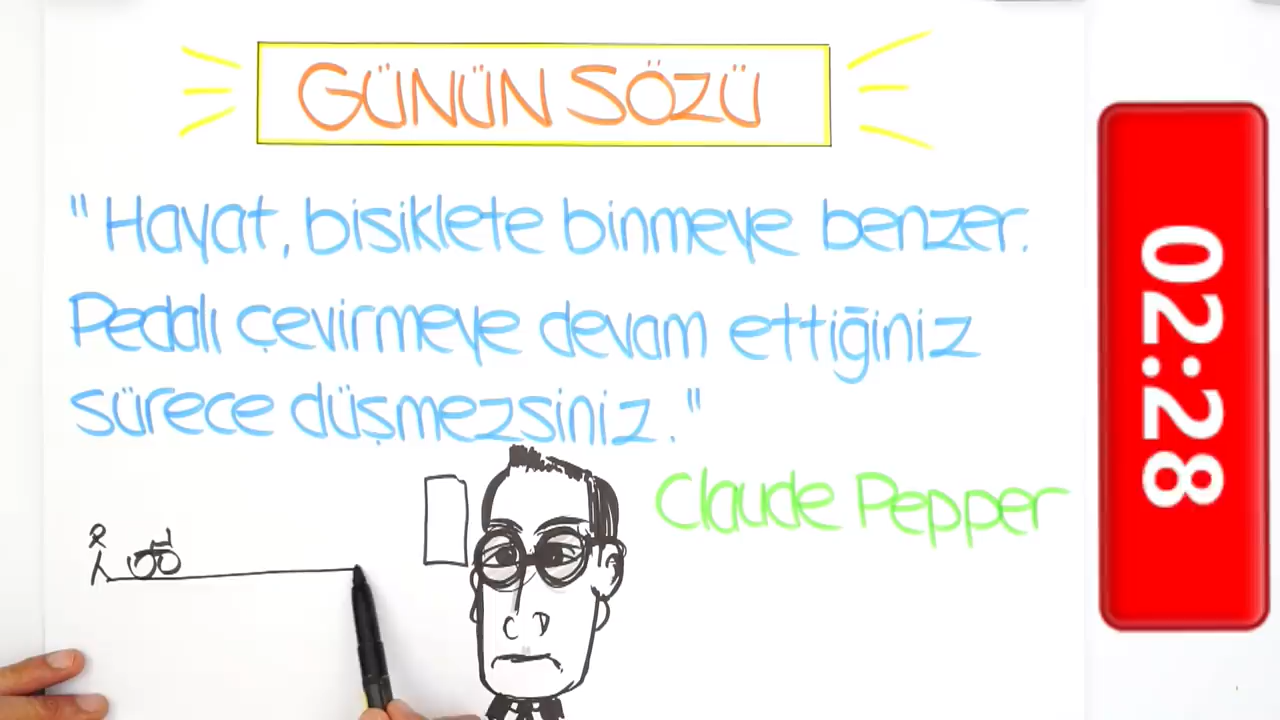 GÜNÜN SÖZÜ
"Hayat, bisiklete binmeye benzer.
Pedalı çevirmeye devam ettiğiniz
sürece düşmezsiniz."
Claude Pepper
02:28